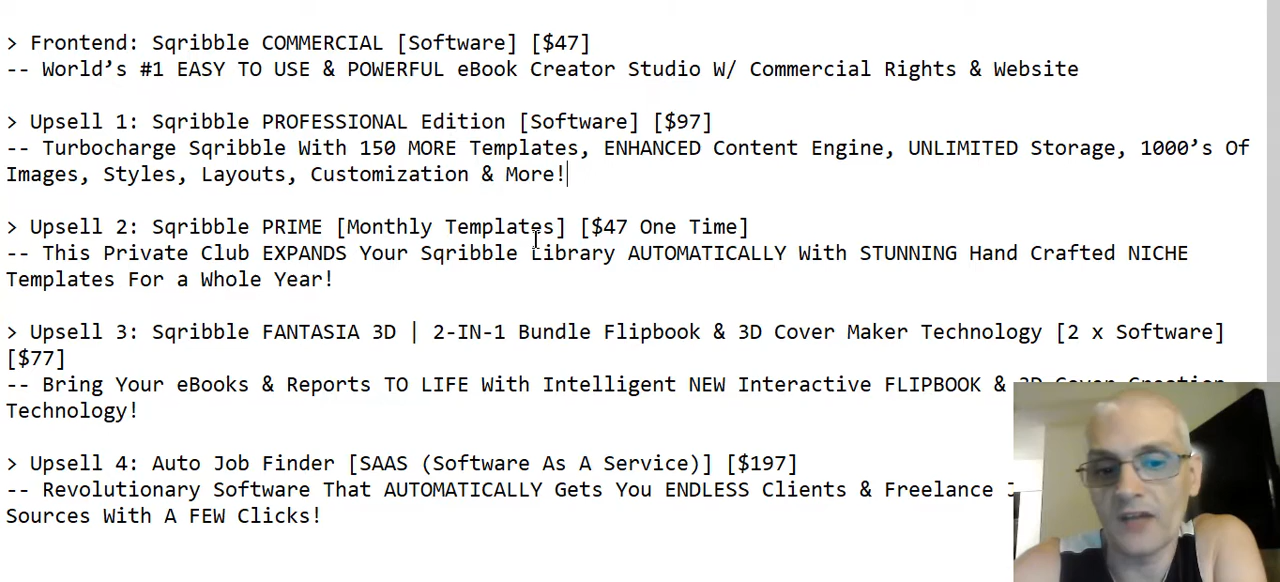 > Frontend: Sqribble COMMERCIAL [Software] [$47]
-- World’s #1 EASY TO USE & POWERFUL eBook Creator Studio W/ Commercial Rights & Website
> Upsell 1: Sqribble PROFESSIONAL Edition [Software] [$97]
-- Turbocharge Sqribble With 150 MORE Templates, ENHANCED Content Engine, UNLIMITED Storage, 1000’s Of
Images, Styles, Layouts, Customization & More!
> Upsell 2: Sqribble PRIME [Monthly Templates] [$47 One Time]
-- This Private Club EXPANDS Your Sqribble Library AUTOMATICALLY With STUNNING Hand Crafted NICHE
Templates For a Whole Year!
> Upsell 3: Sqribble FANTASIA 3D | 2-IN-1 Bundle Flipbook & 3D Cover Maker Technology [2 x Software]
[$77]
-- Bring Your eBooks & Reports TO LIFE With Intelligent NEW Interactive FLIPBOOK & 3D Cover Creation
Technology!
> Upsell 4: Auto Job Finder [SAAS (Software As A Service)] [$197]
-- Revolutionary Software That AUTOMATICALLY Gets You ENDLESS Clients & Freelance
Sources With A FEW Clicks!